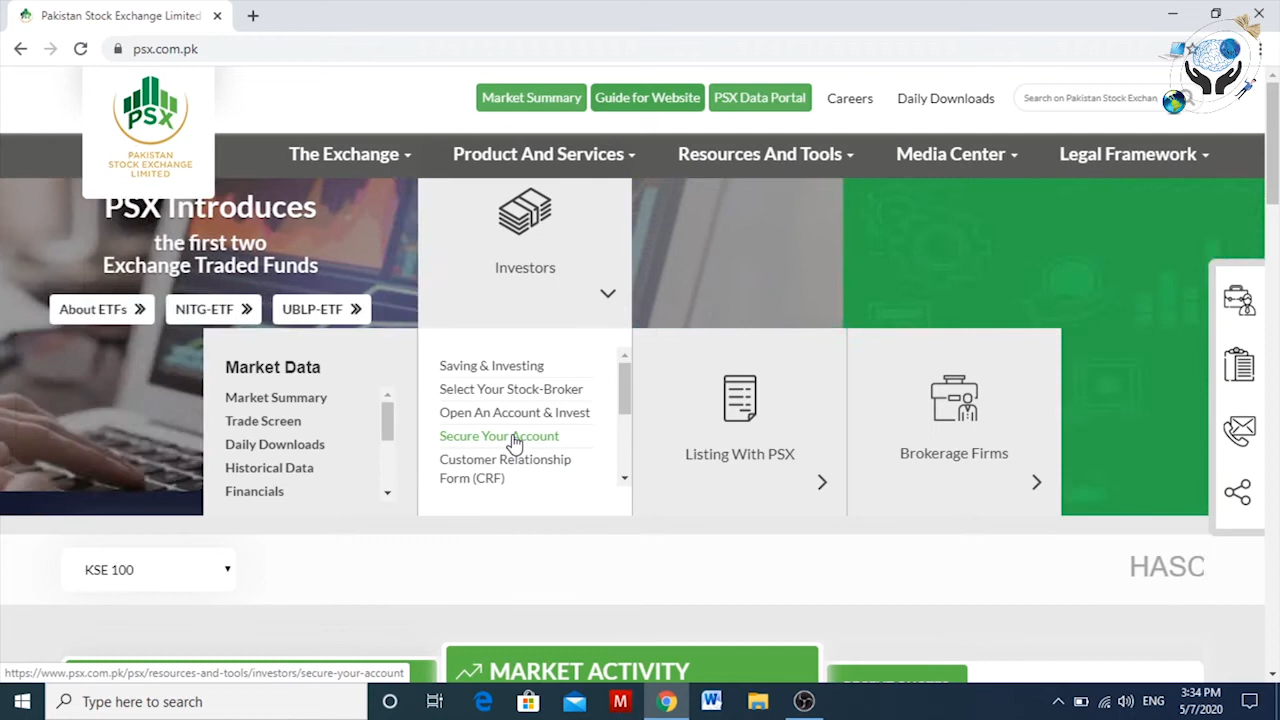 Pakistan Stock Exchange Limited
psx.com.pk
PSX
PAKISTAN
STOCK EXCHANGE
LIMITED
Market Summary
Guide for Website
PSX Data Portal
Careers
Daily Downloads
Search on Pakistan Stock Exchan
The Exchange
Product And Services
Resources And Tools
Media Center
Legal Framework
PSX Introduces
the first two
Exchange Traded Funds
About ETFs
NITG-ETF
UBLP-ETF
Investors
Market Data
Market Summary
Trade Screen
Daily Downloads
Historical Data
Financials
Saving & Investing
Select Your Stock-Broker
Open An Account & Invest
Secure Your Account
Customer Relationship
Form (CRF)
Listing With PSX
Brokerage Firms
KSE 100
HASC
MARKET ACTIVITY
https://www.psx.com.pk/psx/resources-and-tools/investors/secure-your-account
Type here to search
ENG
3:34 PM
5/7/2020